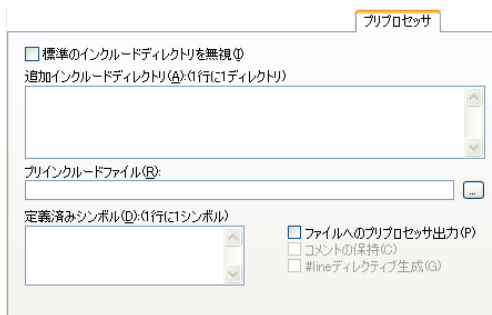 プリプロセッサ
標準のインクルードディレクトリを無視(I)
追加インクルードディレクトリ(A):(1行に1ディレクトリ)
プリインクルードファイル(R):
...
定義済みシンボル(D):(1行に1シンボル)
ファイルへのプリプロセッサ出力(P)
コメントの保持(C)
#lineディレクティブ生成(G)